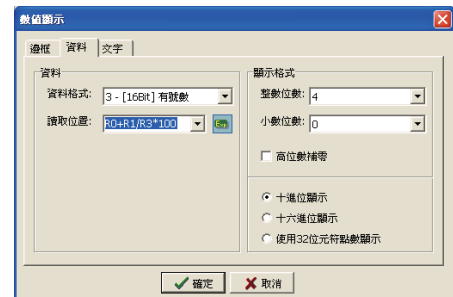 數值顯示
邊框 資料 文字
資料
資料格式: 3 - [16Bit] 有號數
讀取位置: R0+R1/R3*100
顯示格式
整數位數: 4
小數位數: 0
高位數補零
十進位顯示
十六進位顯示
使用32位元符點數顯示
確定 取消